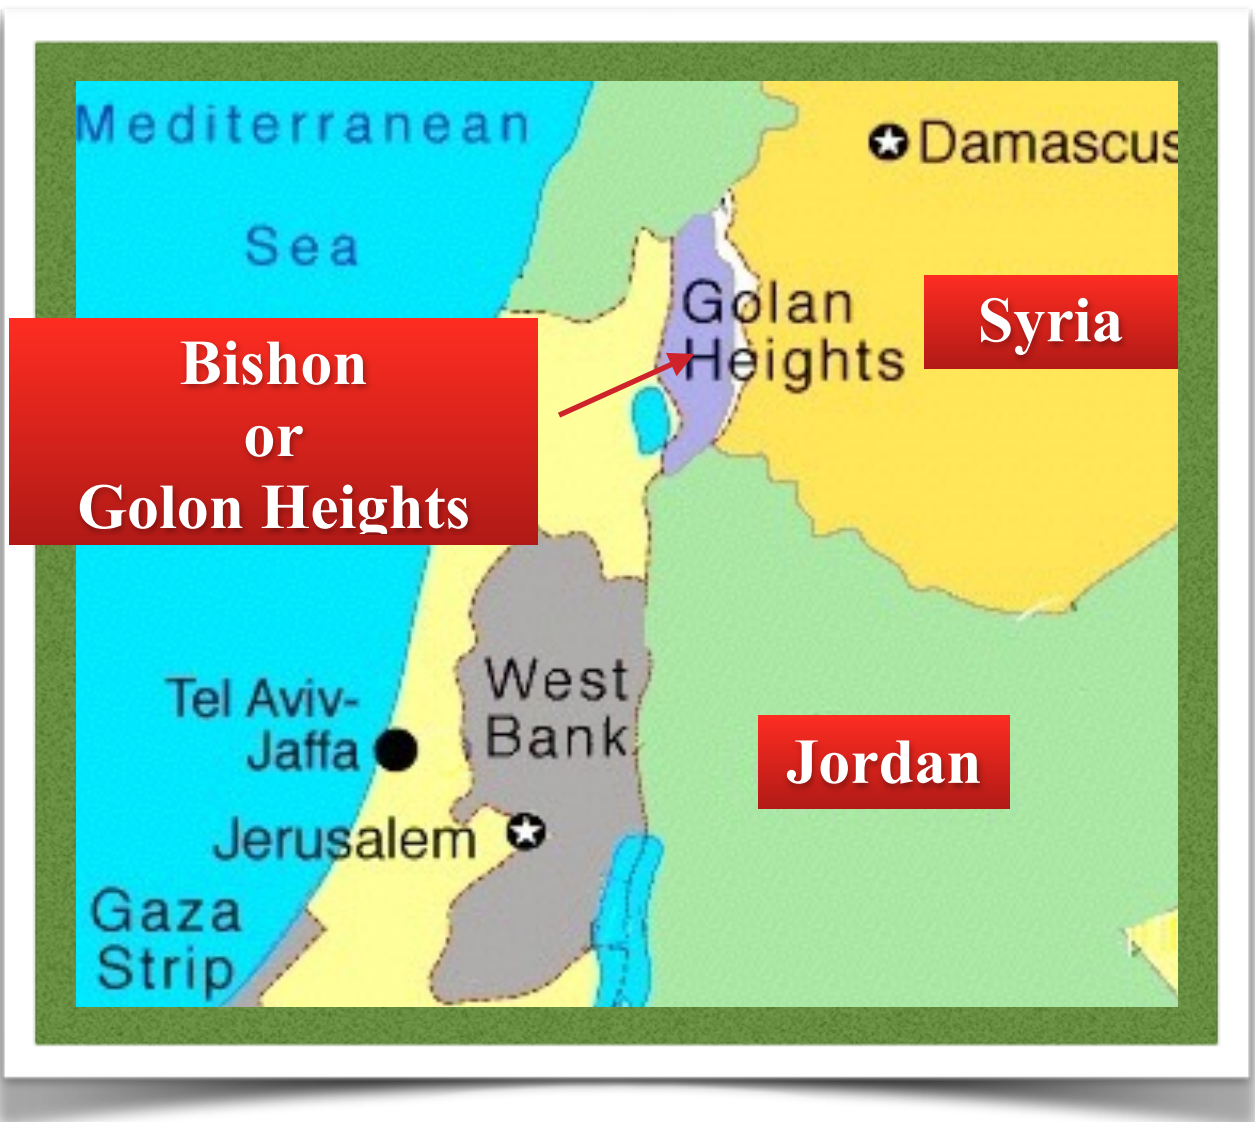 Mediterranean
Sea
Damascus
Golan
Heights
Syria
Bishon
or
Golon Heights
West
Bank
Tel Aviv-
Jaffa
Jordan
Jerusalem
Gaza
Strip